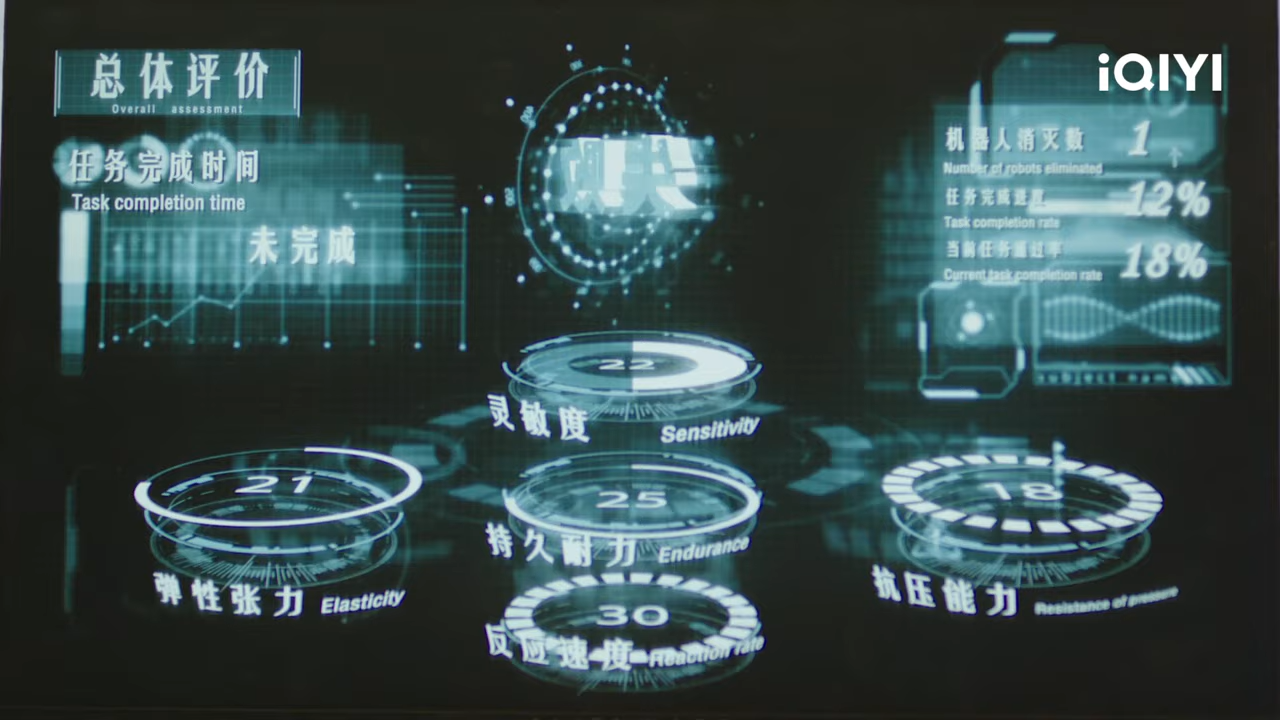 总体评价
Overall assessment
iQIYI
任务完成时间
Task completion time
未完成
机器人消灭数 1
Number of robots eliminated
任务完成进度 12%
Task completion rate
当前任务通过率 18%
Current task completion rate
subject name
22
灵敏度 Sensitivity
21
弹性张力 Elasticity
25
持久耐力 Endurance
18
抗压能力 Resistance of pressure
30
反应速度 Reaction rate